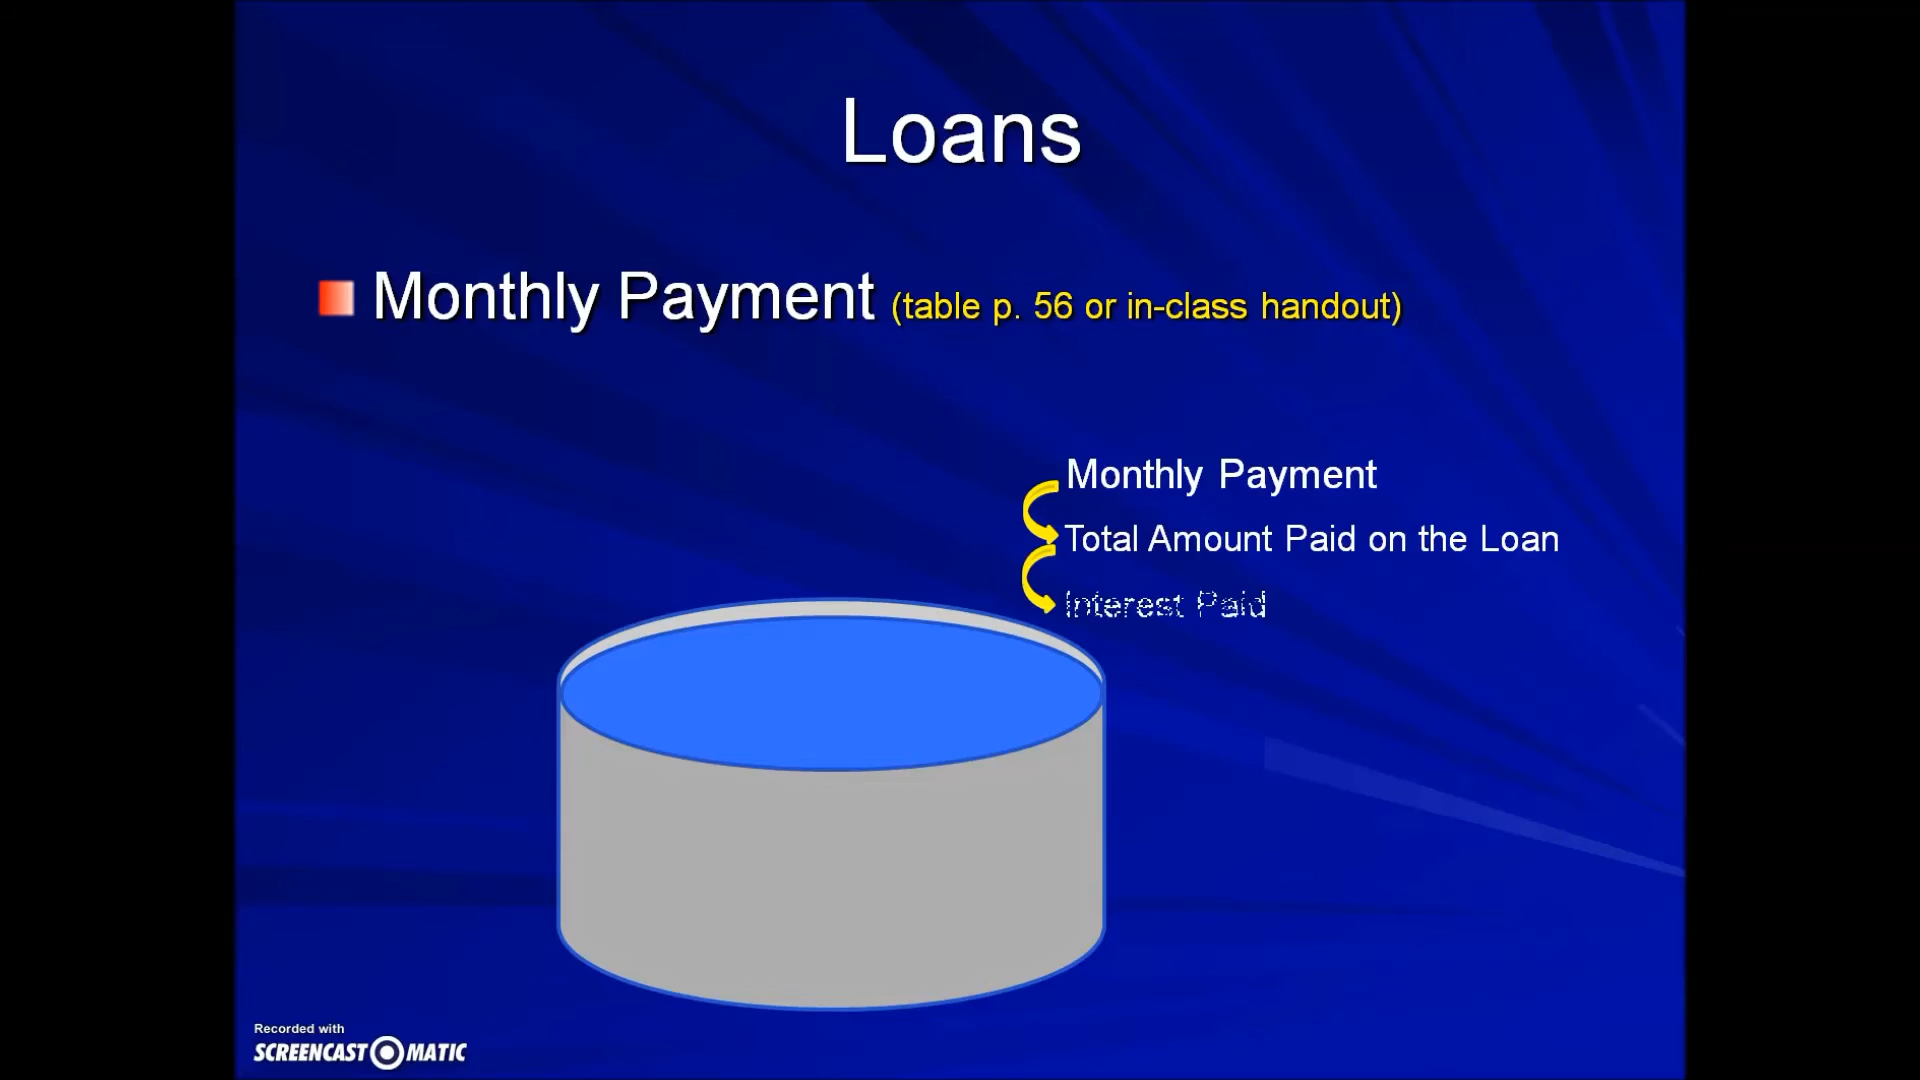 Loans
Monthly Payment (table p. 56 or in-class handout)
Monthly Payment
Total Amount Paid on the Loan
Interest Paid
Recorded with
SCREENCAST MATIC